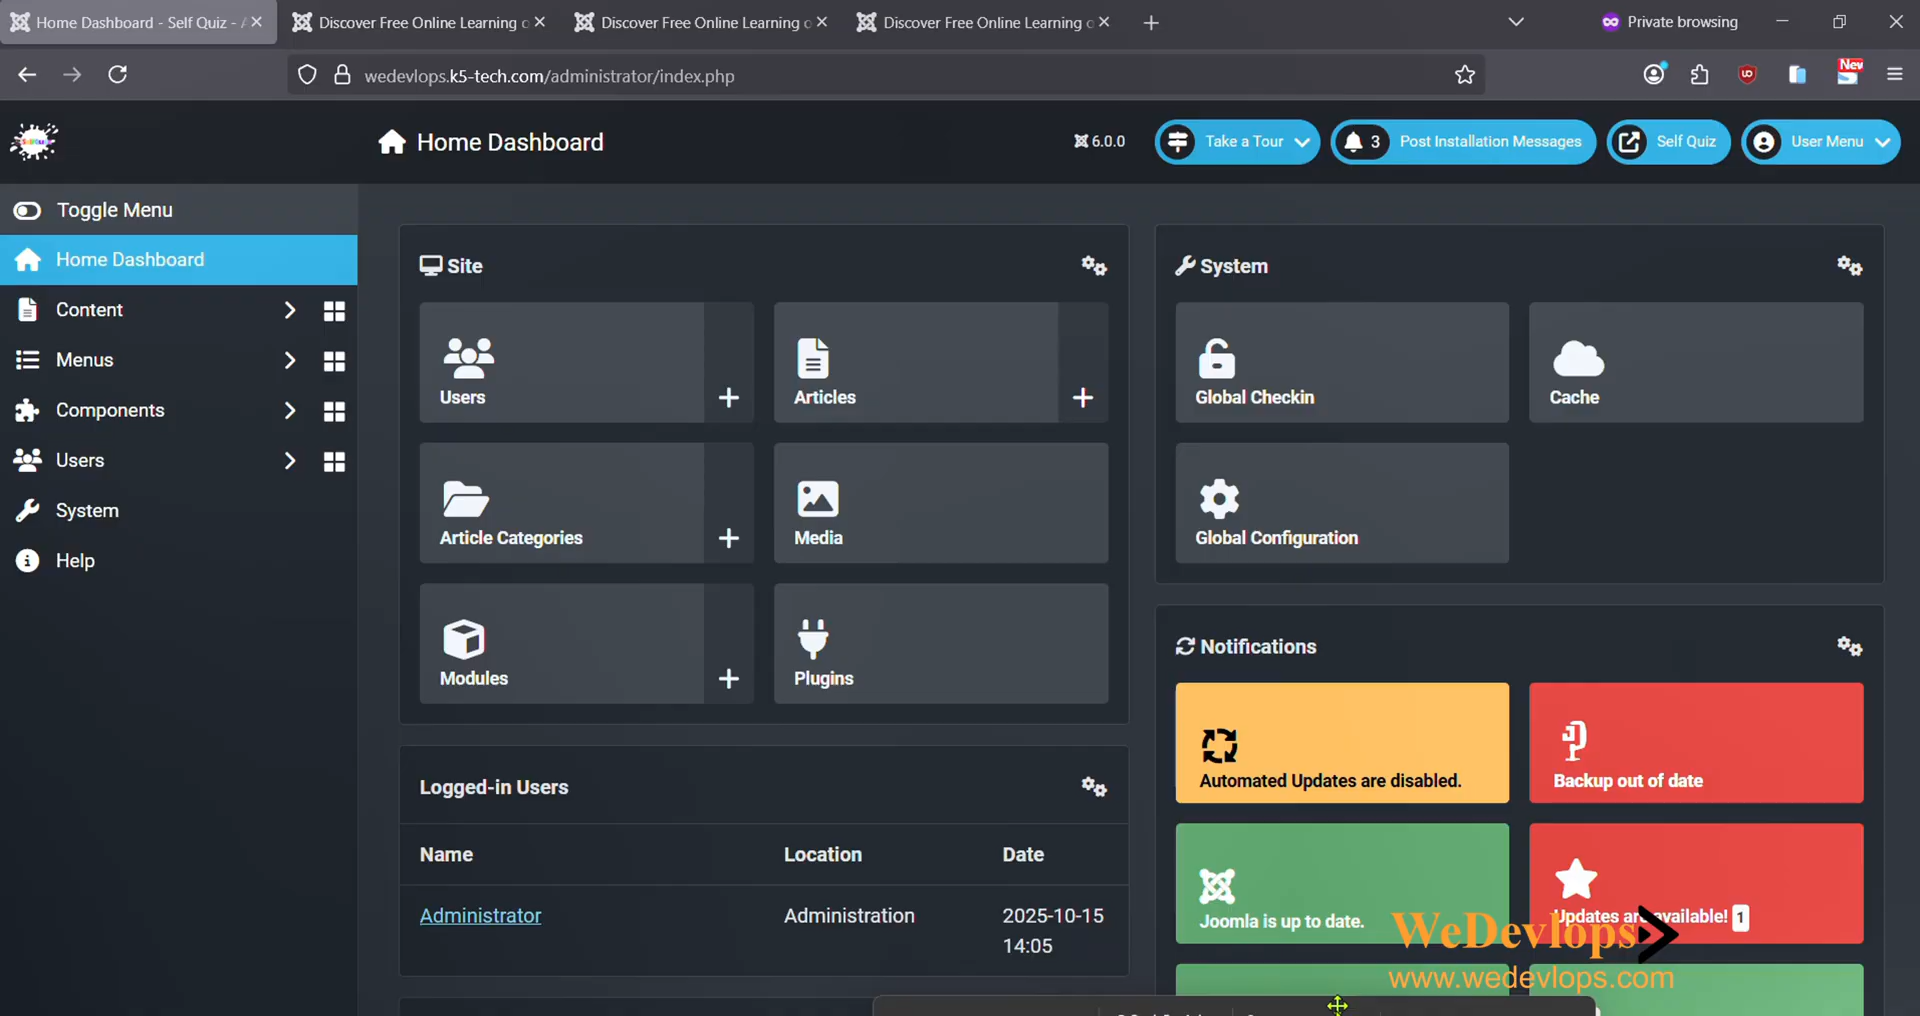 Home Dashboard - Self Quiz - A
Discover Free Online Learning o
Discover Free Online Learning o
Discover Free Online Learning o
Private browsing
wedevlops.k5-tech.com/administrator/index.php
New
Home Dashboard
6.0.0
Take a Tour
3 Post Installation Messages
Self Quiz
User Menu
Toggle Menu
Home Dashboard
Content
Menus
Components
Users
System
Help
Site
Users
Articles
Article Categories
Media
Modules
Plugins
Logged-in Users
Name Location Date
Administrator Administration 2025-10-15
14:05
System
Global Checkin
Cache
Global Configuration
Notifications
Automated Updates are disabled.
Backup out of date
Joomla is up to date.
Updates are available! 1
WeDevlops
www.wedevlops.com